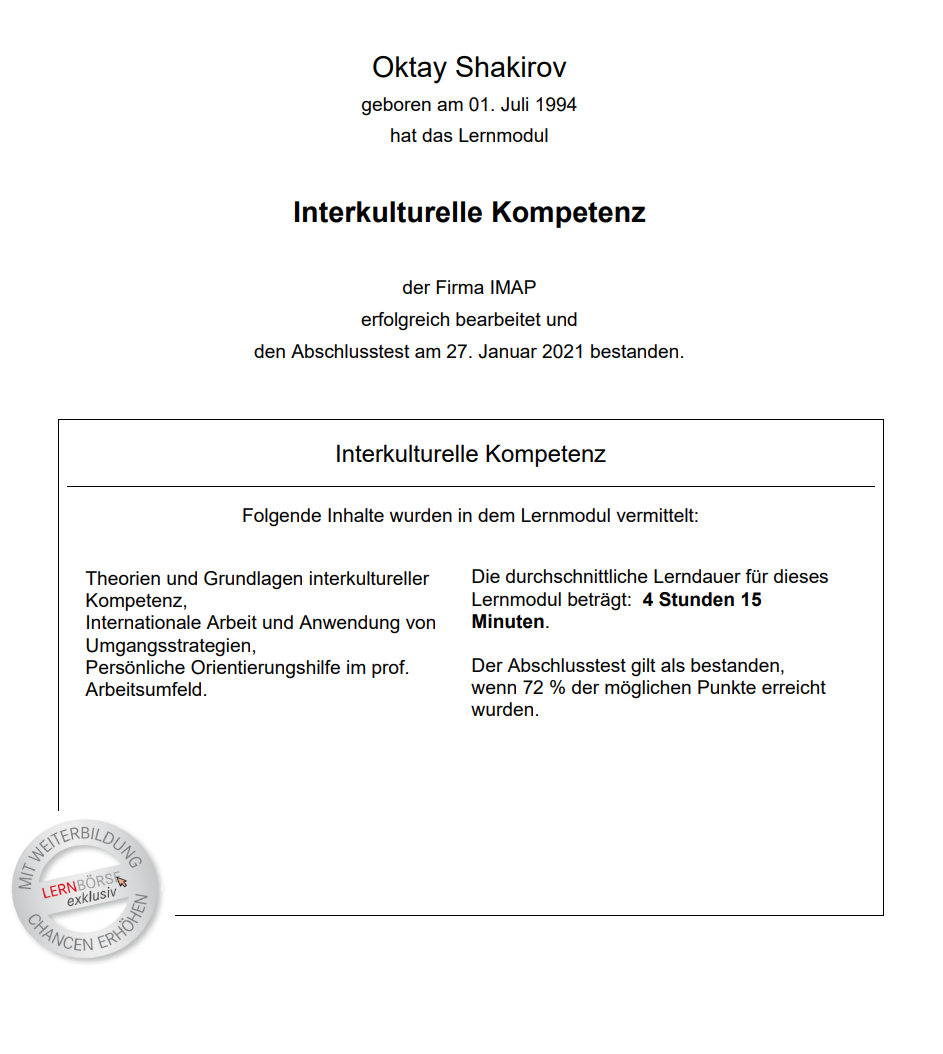 Oktay Shakirov
geboren am 01. Juli 1994
hat das Lernmodul
Interkulturelle Kompetenz
der Firma IMAP
erfolgreich bearbeitet und
den Abschlusstest am 27. Januar 2021 bestanden.
Interkulturelle Kompetenz
Folgende Inhalte wurden in dem Lernmodul vermittelt:
Theorien und Grundlagen interkultureller
Kompetenz,
Internationale Arbeit und Anwendung von
Umgangsstrategien,
Persönliche Orientierungshilfe im prof.
Arbeitsumfeld.
Die durchschnittliche Lerndauer für dieses
Lernmodul beträgt: 4 Stunden 15
Minuten.
Der Abschlusstest gilt als bestanden,
wenn 72 % der möglichen Punkte erreicht
wurden.
MIT WEITERBILDUNG
LERNBÖRSE
exklusiv
CHANCEN ERHÖHEN